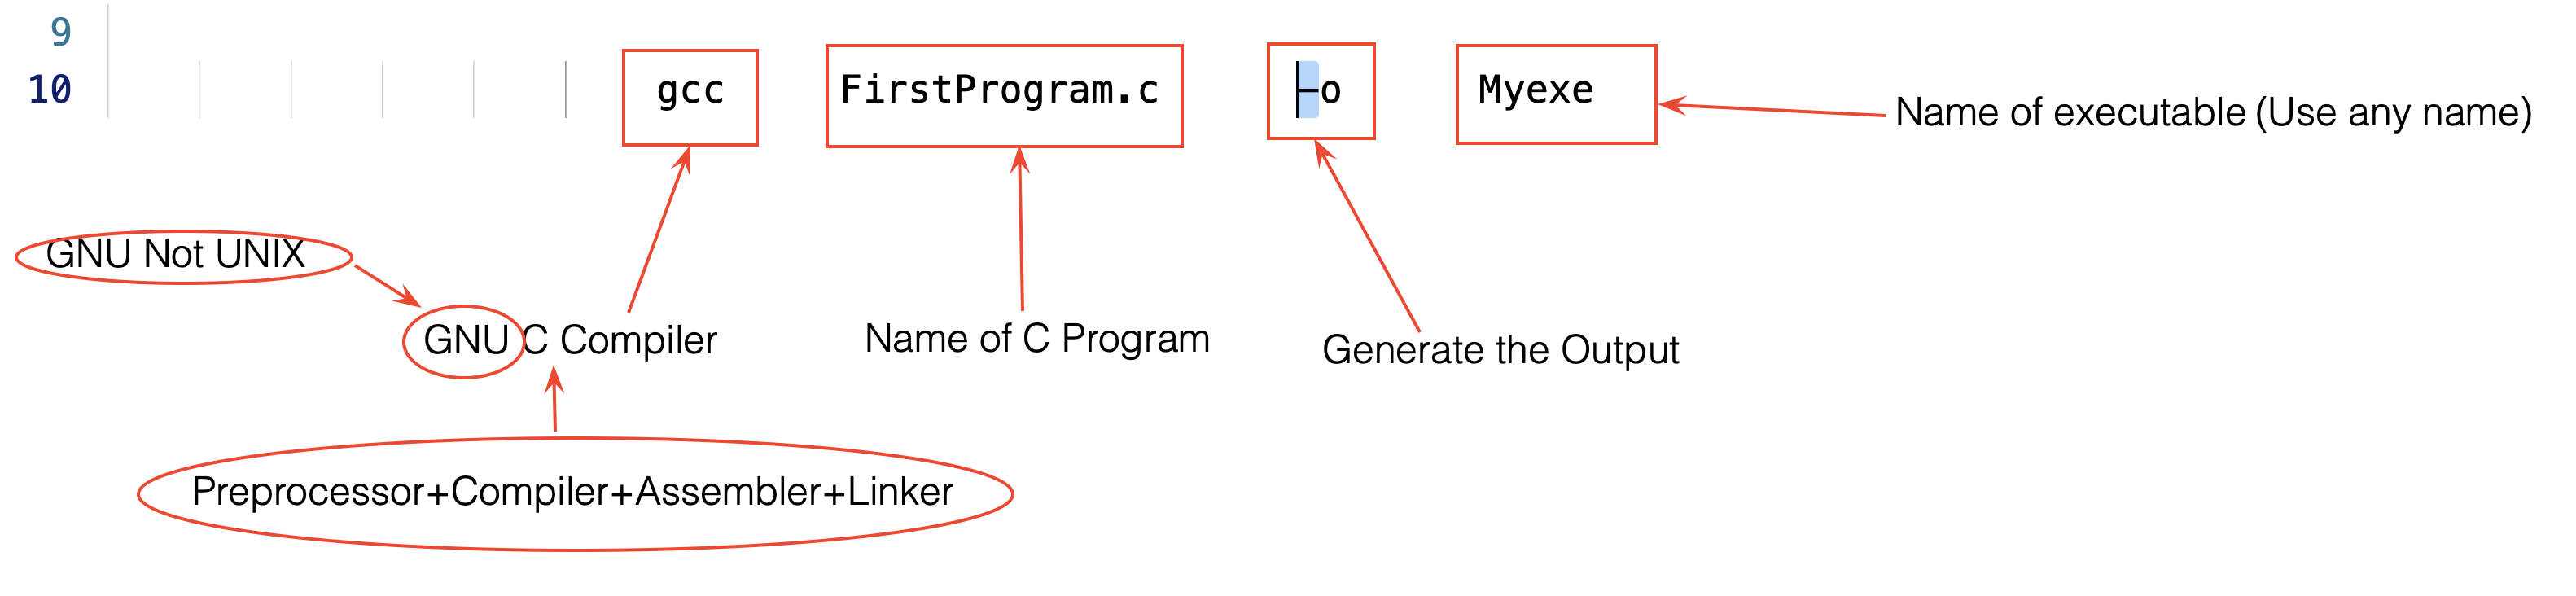 9
10 gcc FirstProgram.c -o Myexe
Name of executable (Use any name)
GNU Not UNIX
GNU C Compiler
Name of C Program
Generate the Output
Preprocessor+Compiler+Assembler+Linker